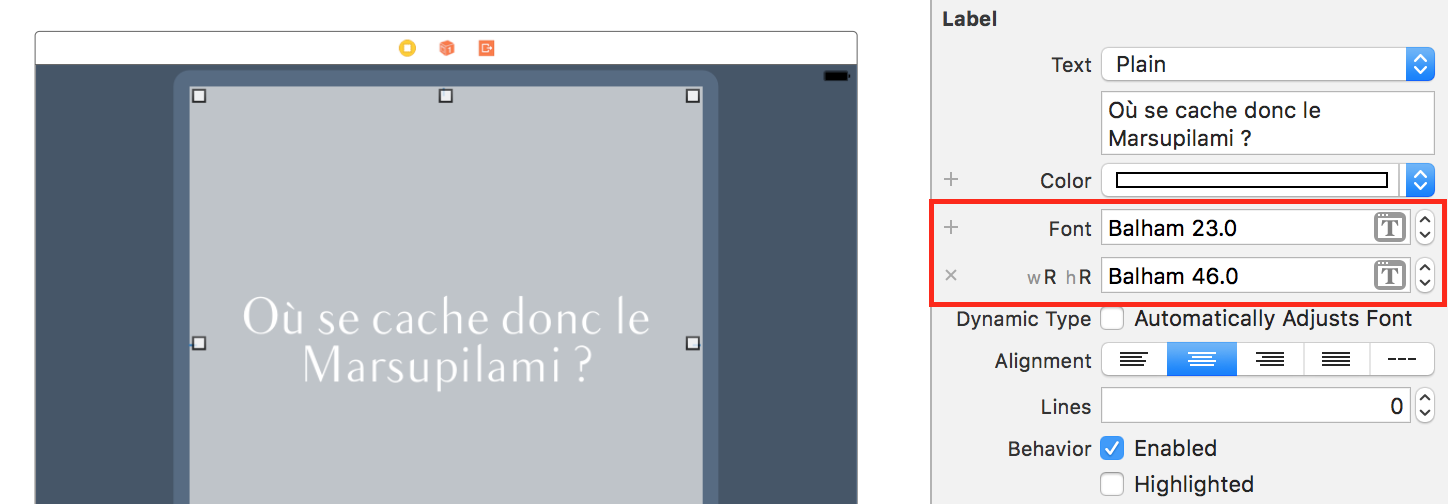 Où se cache donc le
Marsupilami ?
Label
Text Plain
Où se cache donc le
Marsupilami ?
+ Color
+ Font Balham 23.0 T
× wR hR Balham 46.0 T
Dynamic Type Automatically Adjusts Font
Alignment
Lines 0
Behavior Enabled
Highlighted